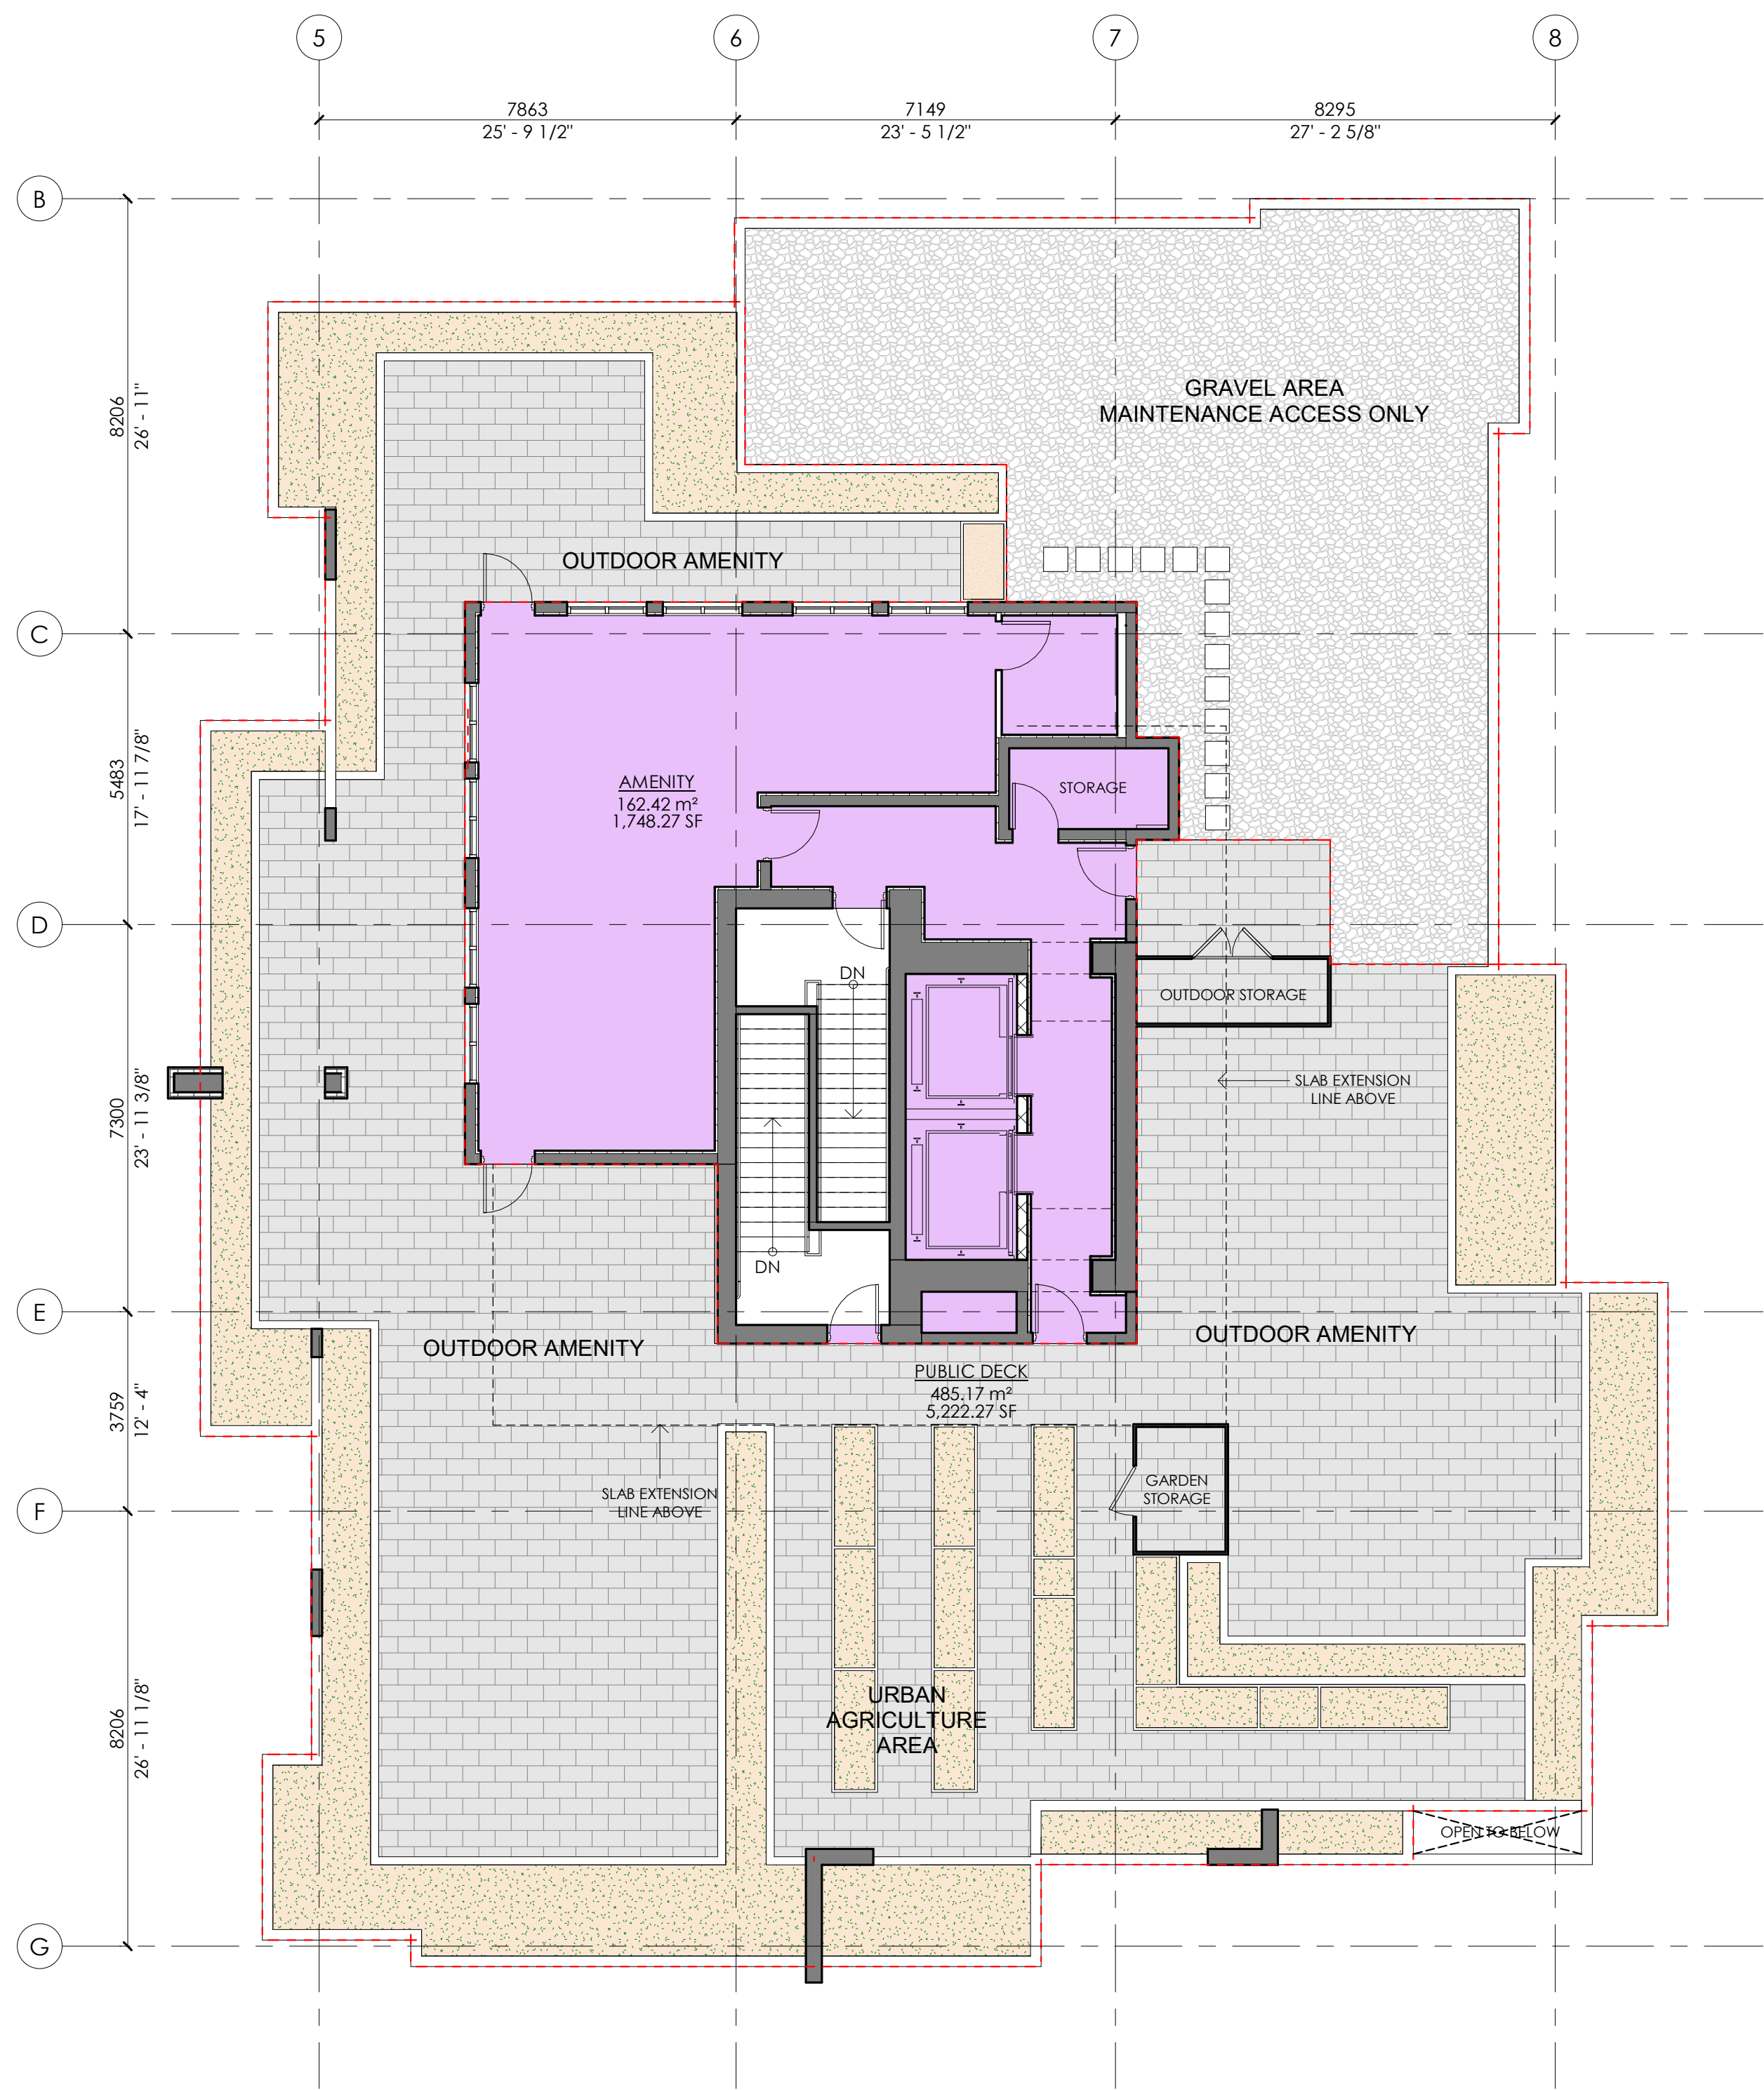 5
6
7
8
7863
25' - 9 1/2"
7149
23' - 5 1/2"
8295
27' - 2 5/8"
B
8206
26' - 11"
GRAVEL AREA
MAINTENANCE ACCESS ONLY
OUTDOOR AMENITY
C
5483
17' - 11 7/8"
AMENITY
162.42 m²
1,748.27 SF
STORAGE
D
DN
OUTDOOR STORAGE
7300
23' - 11 3/8"
SLAB EXTENSION
LINE ABOVE
DN
E
OUTDOOR AMENITY
OUTDOOR AMENITY
PUBLIC DECK
485.17 m²
5,222.27 SF
3759
12' - 4"
SLAB EXTENSION
LINE ABOVE
GARDEN
STORAGE
F
8206
26' - 11 1/8"
URBAN
AGRICULTURE
AREA
OPEN TO BELOW
G